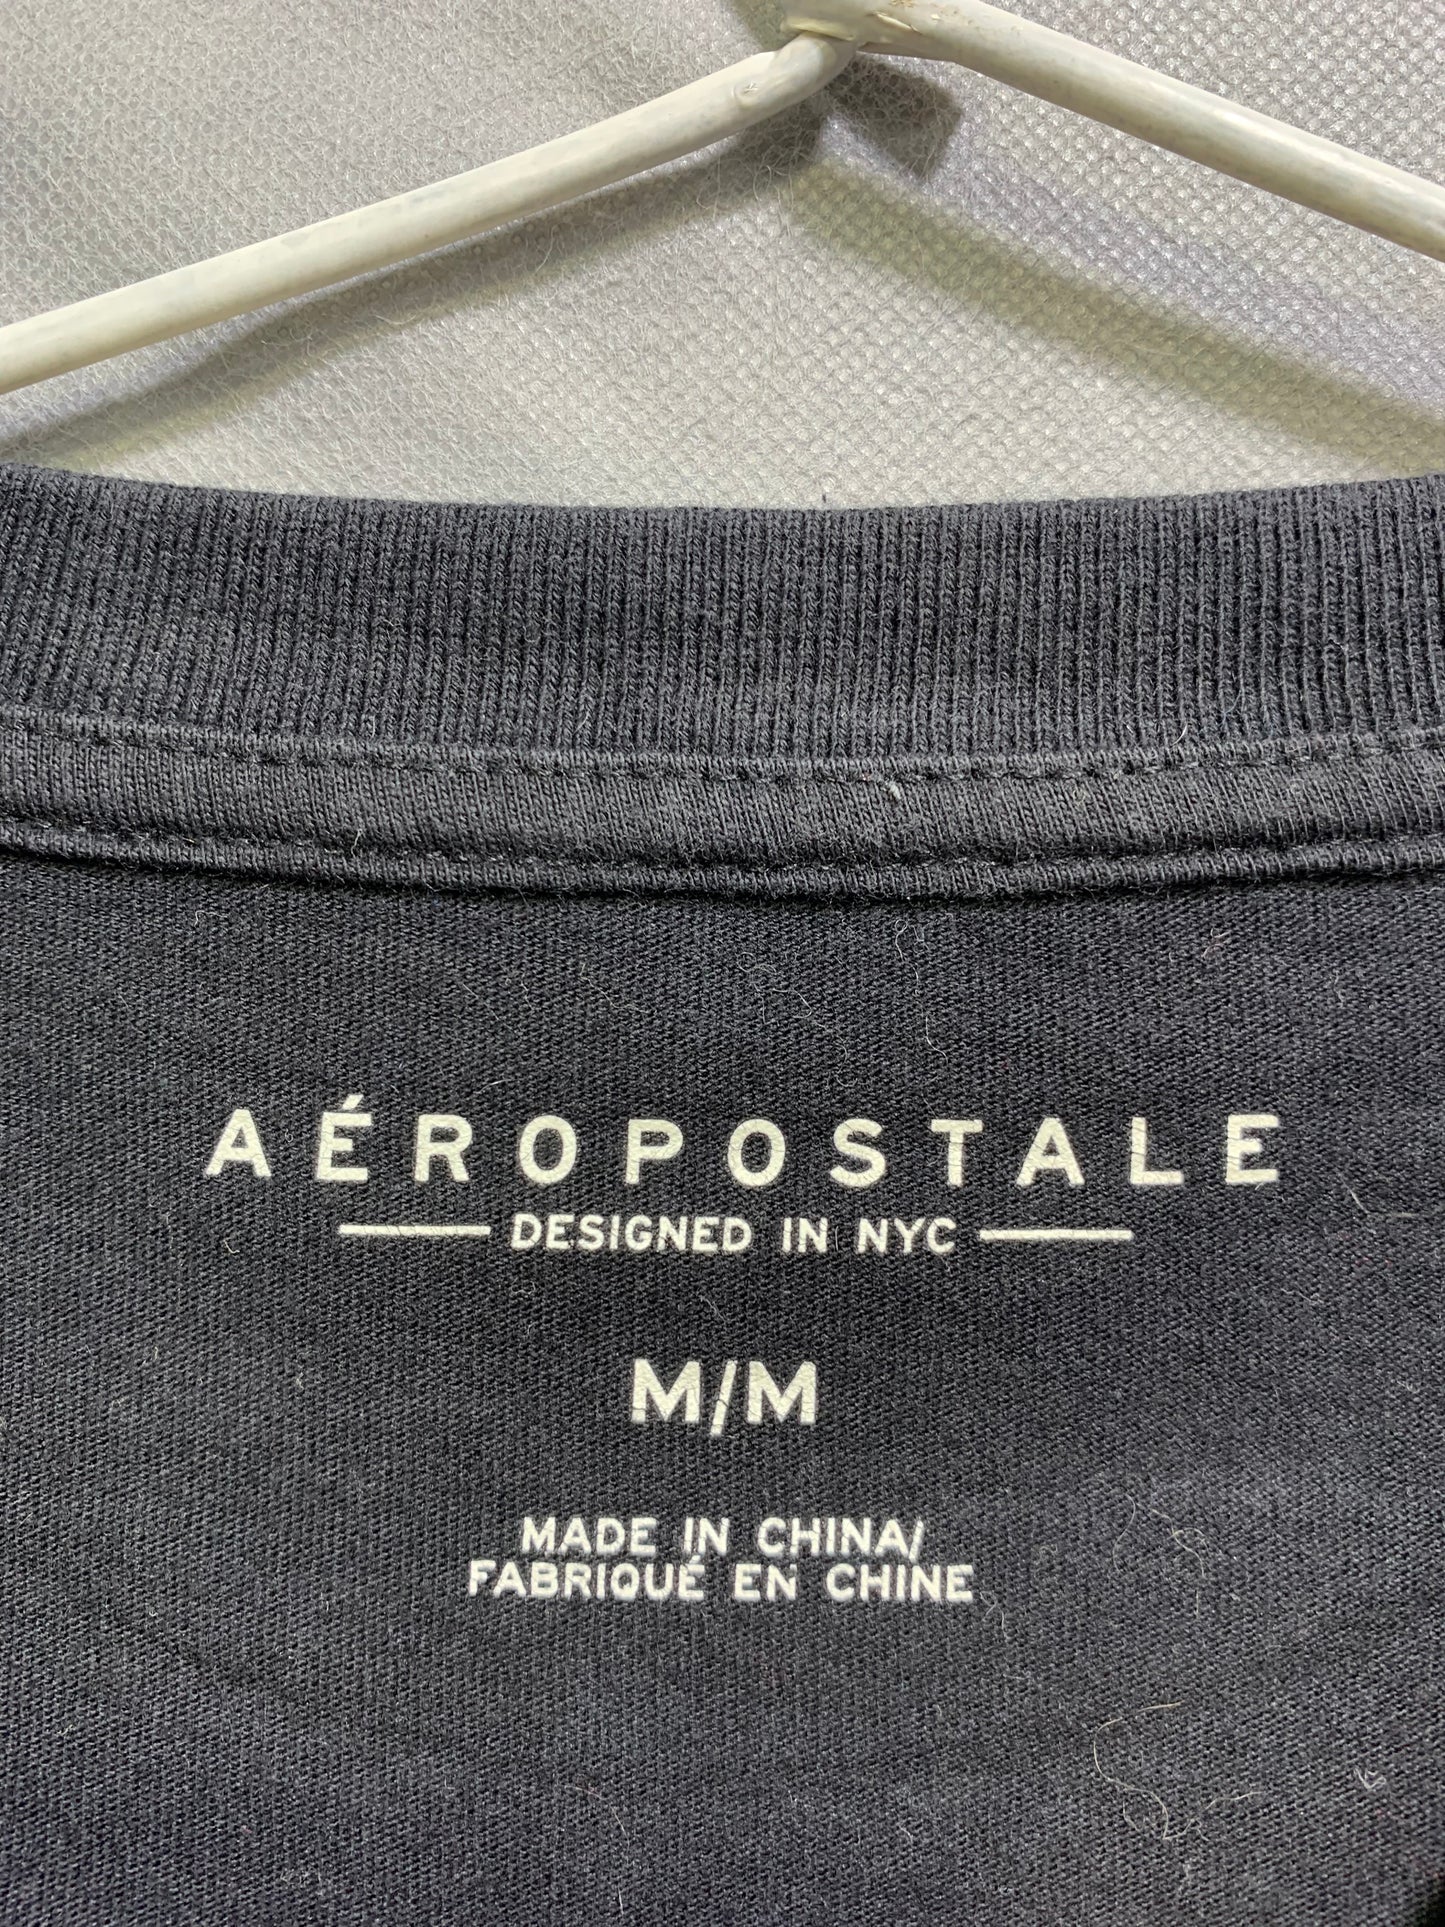 AÉROPOSTALE
DESIGNED IN NYC
M/M
MADE IN CHINA/
FABRIQUÉ EN CHINE